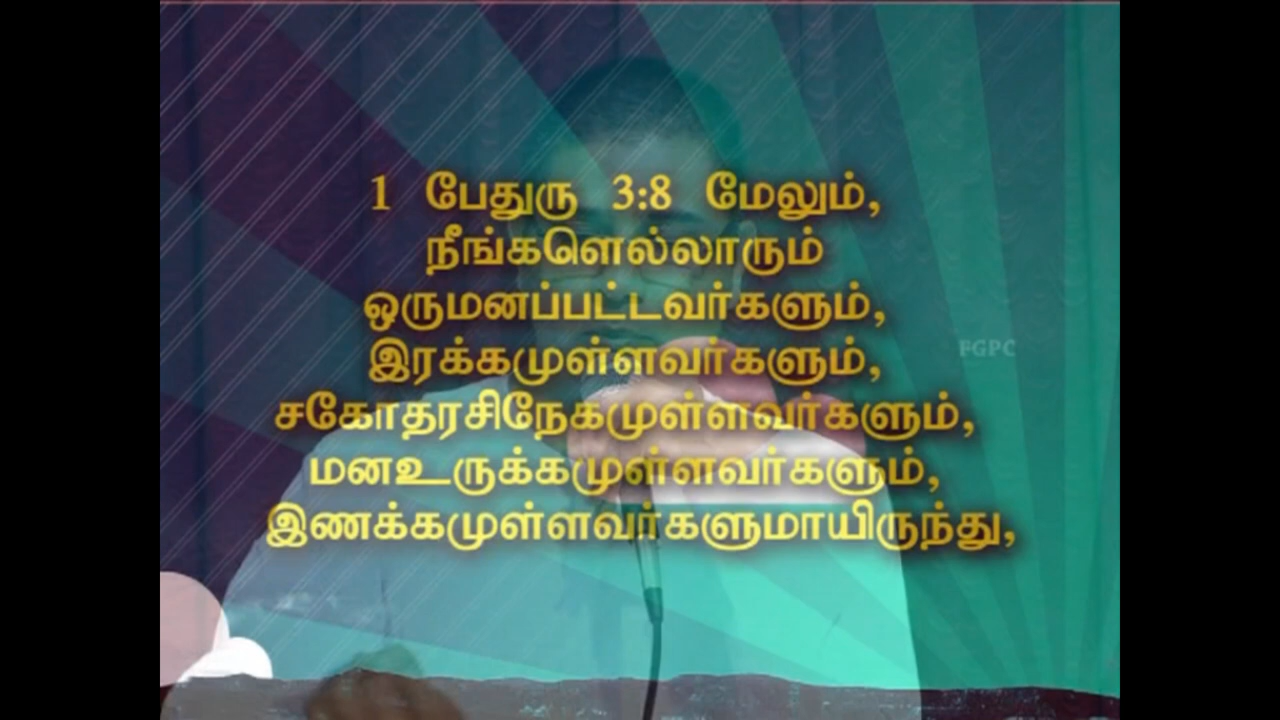 1 பேதுரு 3:8 மேலும்,
நீங்களெல்லாரும்
ஒருமனப்பட்டவர்களும்,
இரக்கமுள்ளவர்களும்,
சகோதரசிநேகமுள்ளவர்களும்,
மனஉருக்கமுள்ளவர்களும்,
இணக்கமுள்ளவர்களுமாயிருந்து,
FGPC